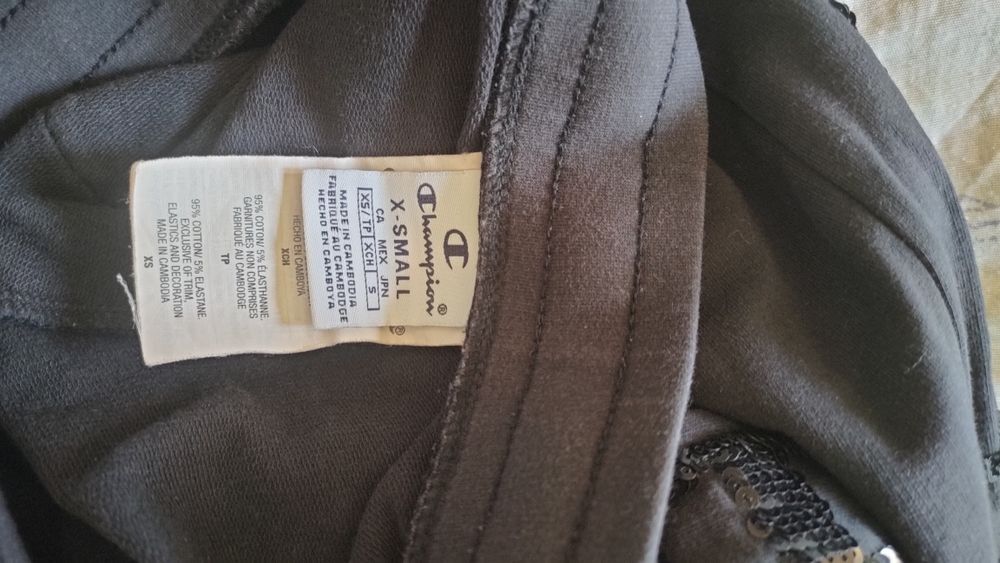 Champion®
X-SMALL
CA MEX JPN
XS/TP XCH S
MADE IN CAMBODIA
FABRIQUÉ AU CAMBODGE
HECHO EN CAMBOYA
®
HECHO EN CAMBOYA
XCH
95% COTON/ 5% ÉLASTHANNE.
GARNITURES NON COMPRISES
FABRIQUÉ AU CAMBODGE
TP
95% COTTON/ 5% ELASTANE.
EXCLUSIVE OF TRIM,
ELASTICS AND DECORATION
MADE IN CAMBODIA
XS